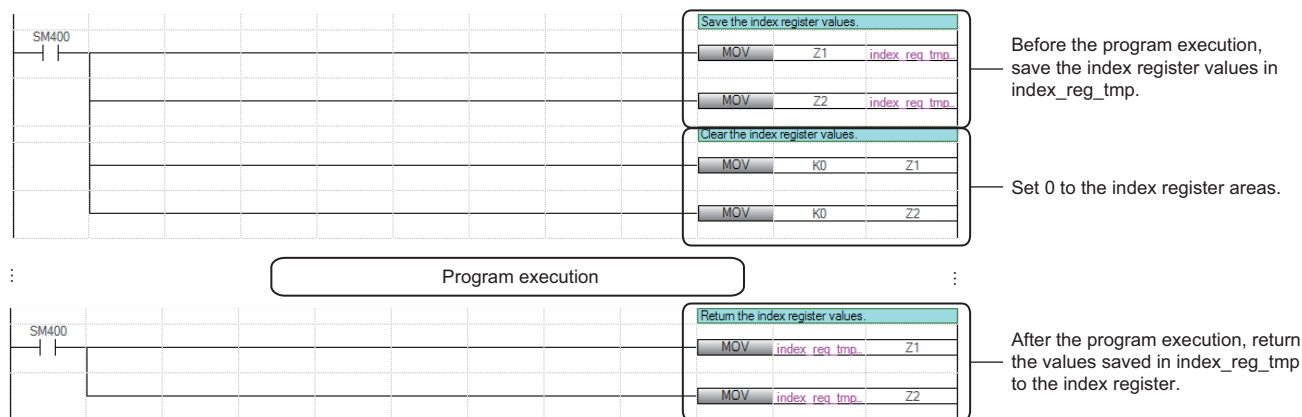 Save the index register values.
SM400
MOV Z1 index_reg_tmp..
Before the program execution,
save the index register values in
index_reg_tmp.
MOV Z2 index_reg_tmp..
Clear the index register values.
MOV K0 Z1
Set 0 to the index register areas.
MOV K0 Z2
Program execution
Return the index register values.
SM400
MOV index_reg_tmp.. Z1
After the program execution, return
the values saved in index_reg_tmp
to the index register.
MOV index_reg_tmp.. Z2